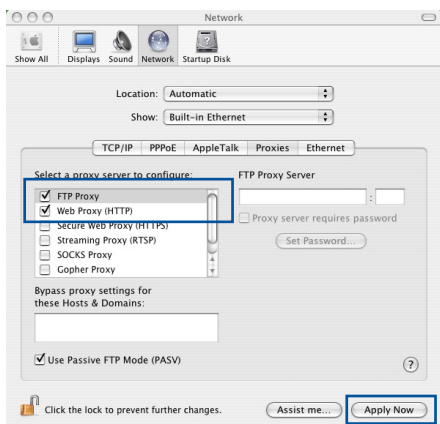 Network
Show All Displays Sound Network Startup Disk
Location: Automatic
Show: Built-in Ethernet
TCP/IP PPPoE AppleTalk Proxies Ethernet
Select a proxy server to configure: FTP Proxy Server
FTP Proxy :
Web Proxy (HTTP)
Proxy server requires password
Secure Web Proxy (HTTPS)
Streaming Proxy (RTSP) Set Password...
SOCKS Proxy
Gopher Proxy
Bypass proxy settings for
these Hosts & Domains:
Use Passive FTP Mode (PASV) ?
Click the lock to prevent further changes. Assist me... Apply Now